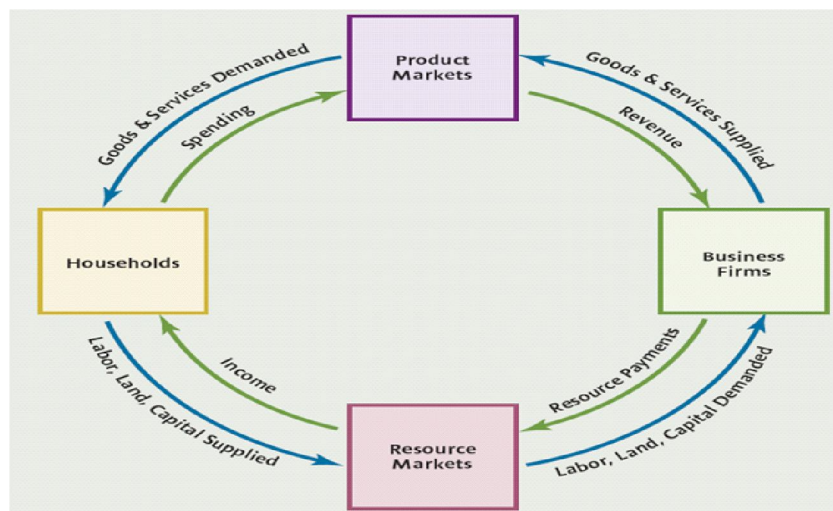 Product
Markets
Goods & Services Demanded
Goods & Services Supplied
Spending
Revenue
Households
Business
Firms
Labor, Land, Capital Supplied
Income
Resource Payments
Labor, Land, Capital Demanded
Resource
Markets